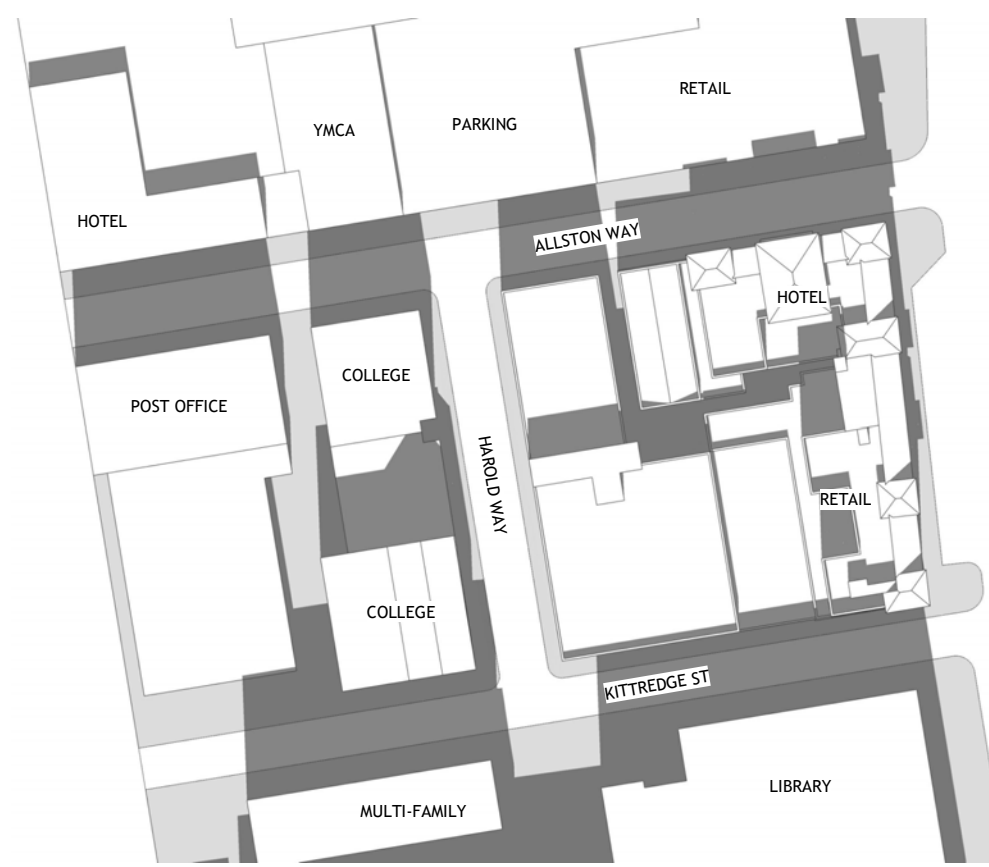 RETAIL
YMCA
PARKING
HOTEL
ALLSTON WAY
HOTEL
COLLEGE
POST OFFICE
HAROLD WAY
RETAIL
COLLEGE
KITTREDGE ST
LIBRARY
MULTI-FAMILY